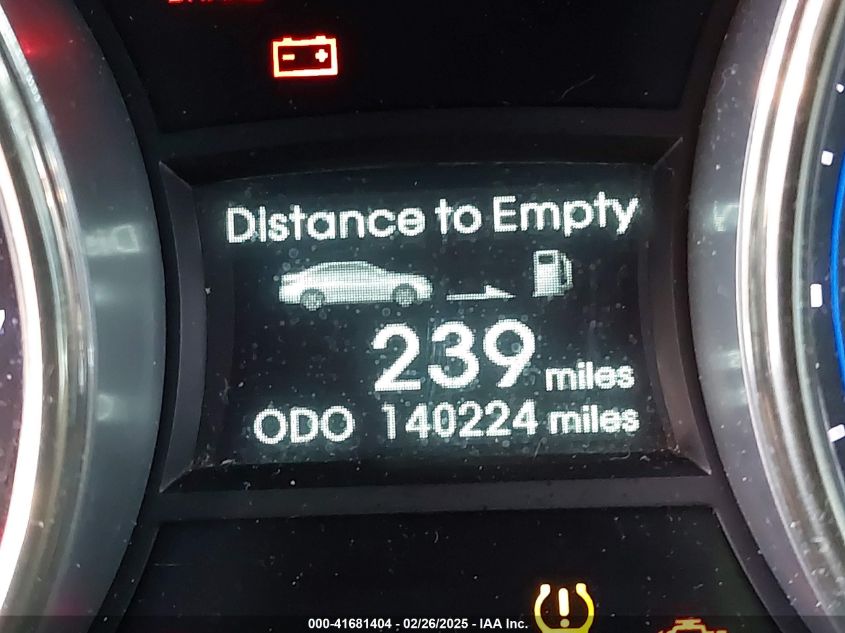 Distance to Empty
239 miles
ODO 140224 miles
000-41681404 - 02/26/2025 - IAA Inc.